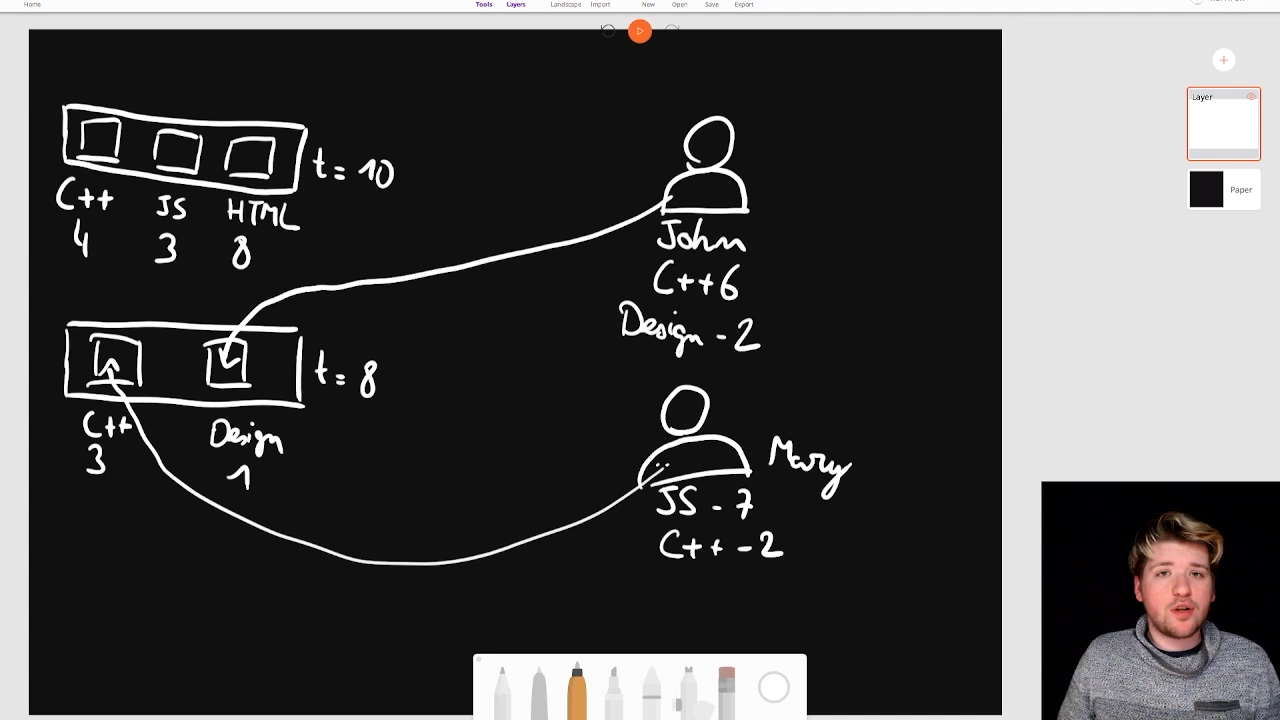 Home Tools Layers Landscape Import New Open Save Export
Layer
Paper
t = 10
C++ JS HTML
4 3 8
John
C++ 6
Design - 2
t = 8
C++ Design
3 1
Mary
JS - 7
C++ - 2